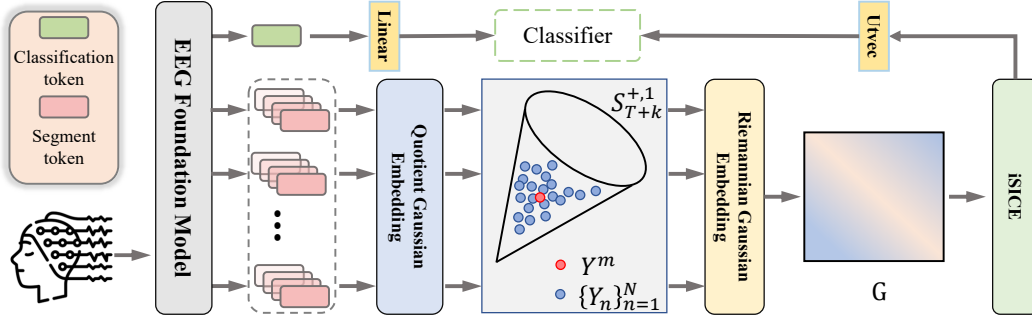 Classification
token
Segment
token
EEG Foundation Model
Linear
Classifier
Utvec
Quotient Gaussian
Embedding
$S_{T+k}^{+,1}$
$Y^m$
$\{Y_n\}_{n=1}^N$
Riemannian Gaussian
Embedding
G
iSICE